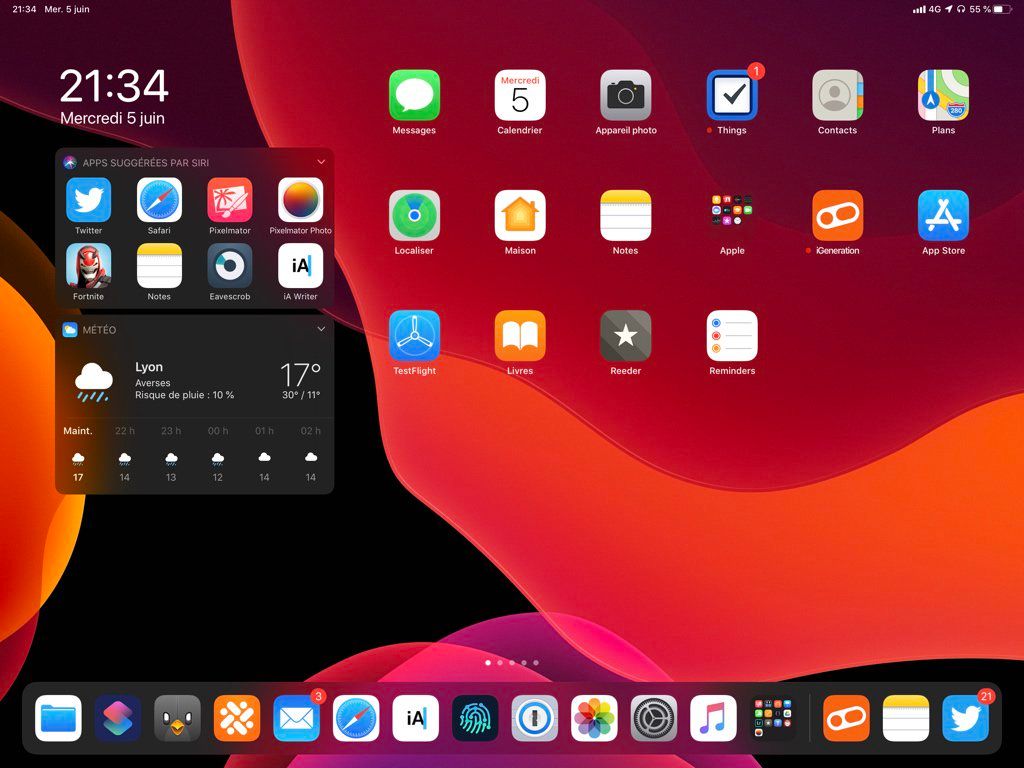 21:34 Mer. 5 juin
4G 55 %
21:34
Mercredi 5 juin
APPS SUGGÉRÉES PAR SIRI
Twitter Safari Pixelmator Pixelmator Photo
Fortnite Notes Eavescrob iA Writer
iA
MÉTÉO
Lyon
Averses
Risque de pluie : 10 %
17°
30° / 11°
Maint. 22 h 23 h 00 h 01 h 02 h
17 14 13 12 14 14
Mercredi
5
1
Messages Calendrier Appareil photo Things Contacts Plans
280
Localiser Maison Notes Apple iGeneration App Store
TestFlight Livres Reeder Reminders
3
iA
21